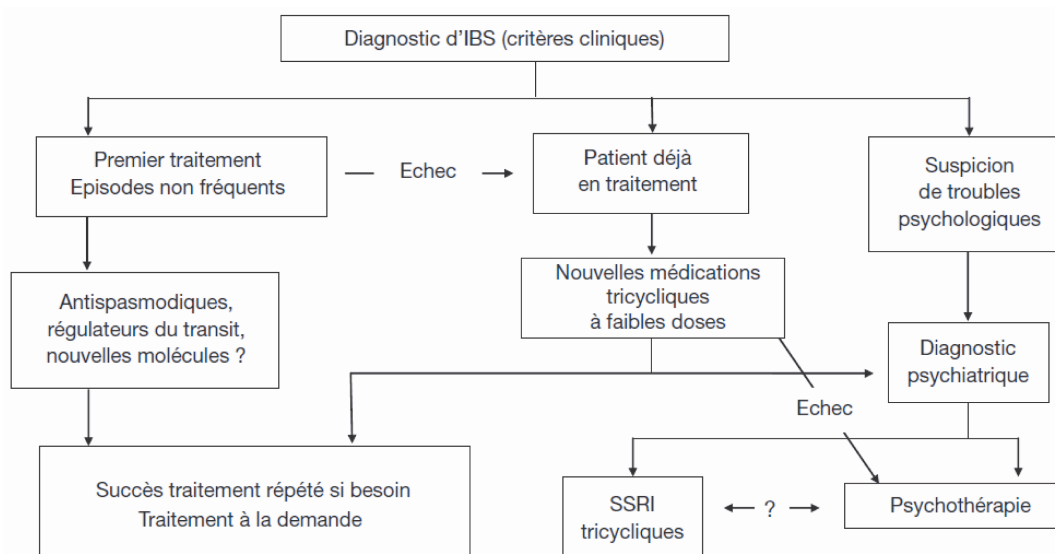 Diagnostic d'IBS (critères cliniques)
Premier traitement
Episodes non fréquents
Echec
Patient déjà
en traitement
Suspicion
de troubles
psychologiques
Antispasmodiques,
régulateurs du transit,
nouvelles molécules ?
Nouvelles médications
tricycliques
à faibles doses
Diagnostic
psychiatrique
Echec
Succès traitement répété si besoin
Traitement à la demande
SSRI
tricycliques
?
Psychothérapie